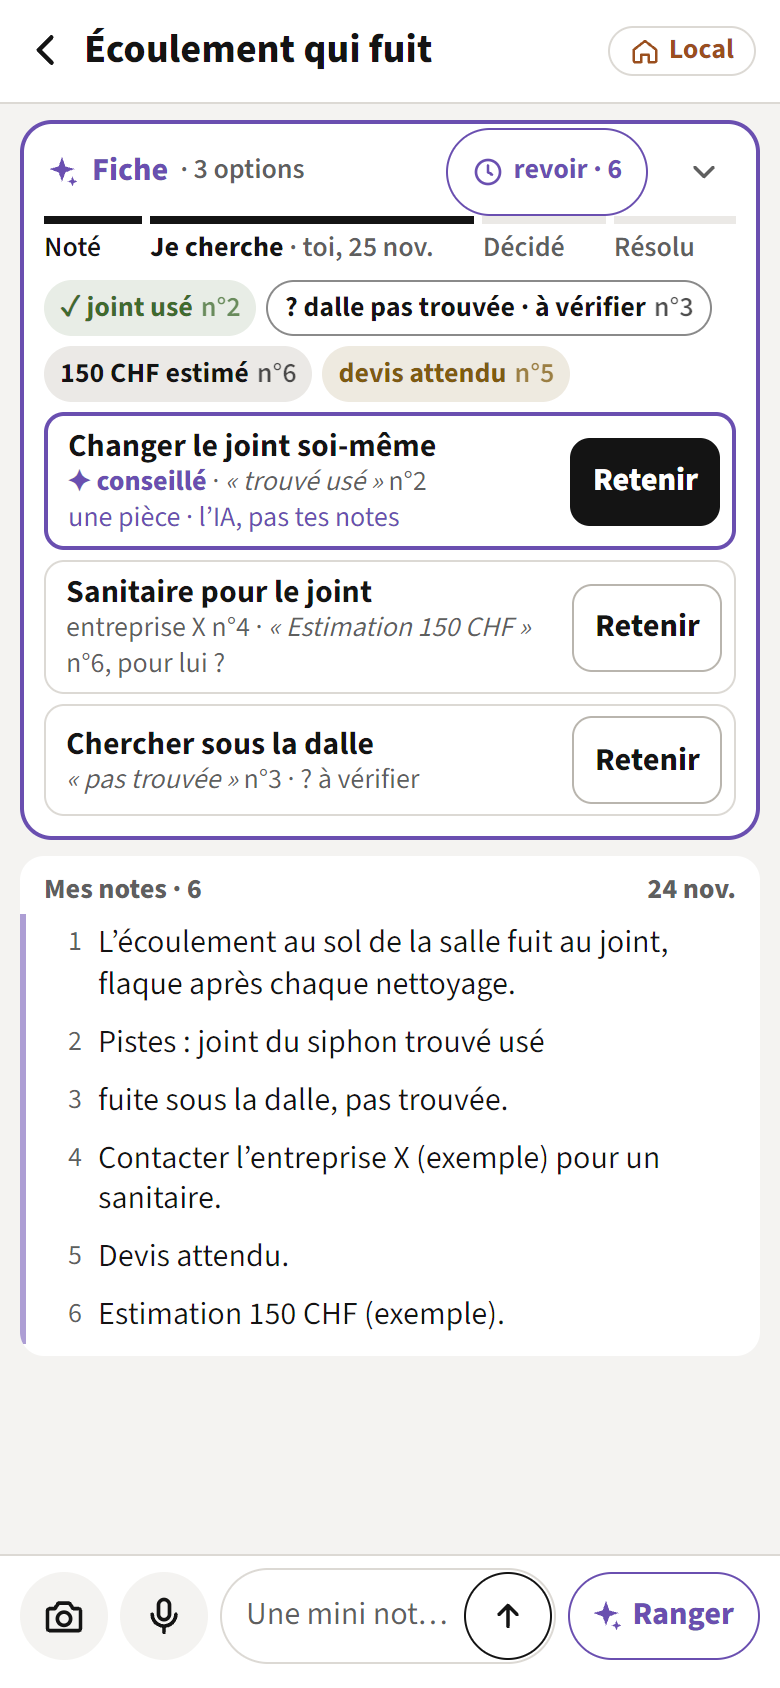 Écoulement qui fuit
Local
Fiche · 3 options
revoir · 6
Noté
Je cherche · toi, 25 nov.
Décidé
Résolu
✓ joint usé n°2
? dalle pas trouvée · à vérifier n°3
150 CHF estimé n°6
devis attendu n°5
Changer le joint soi-même
✦ conseillé · « trouvé usé » n°2
une pièce · l’IA, pas tes notes
Retenir
Sanitaire pour le joint
entreprise X n°4 · « Estimation 150 CHF »
n°6, pour lui ?
Retenir
Chercher sous la dalle
« pas trouvée » n°3 · ? à vérifier
Retenir
Mes notes · 6
24 nov.
1 L’écoulement au sol de la salle fuit au joint,
flaque après chaque nettoyage.
2 Pistes : joint du siphon trouvé usé
3 fuite sous la dalle, pas trouvée.
4 Contacter l’entreprise X (exemple) pour un
sanitaire.
5 Devis attendu.
6 Estimation 150 CHF (exemple).
Une mini not…
Ranger